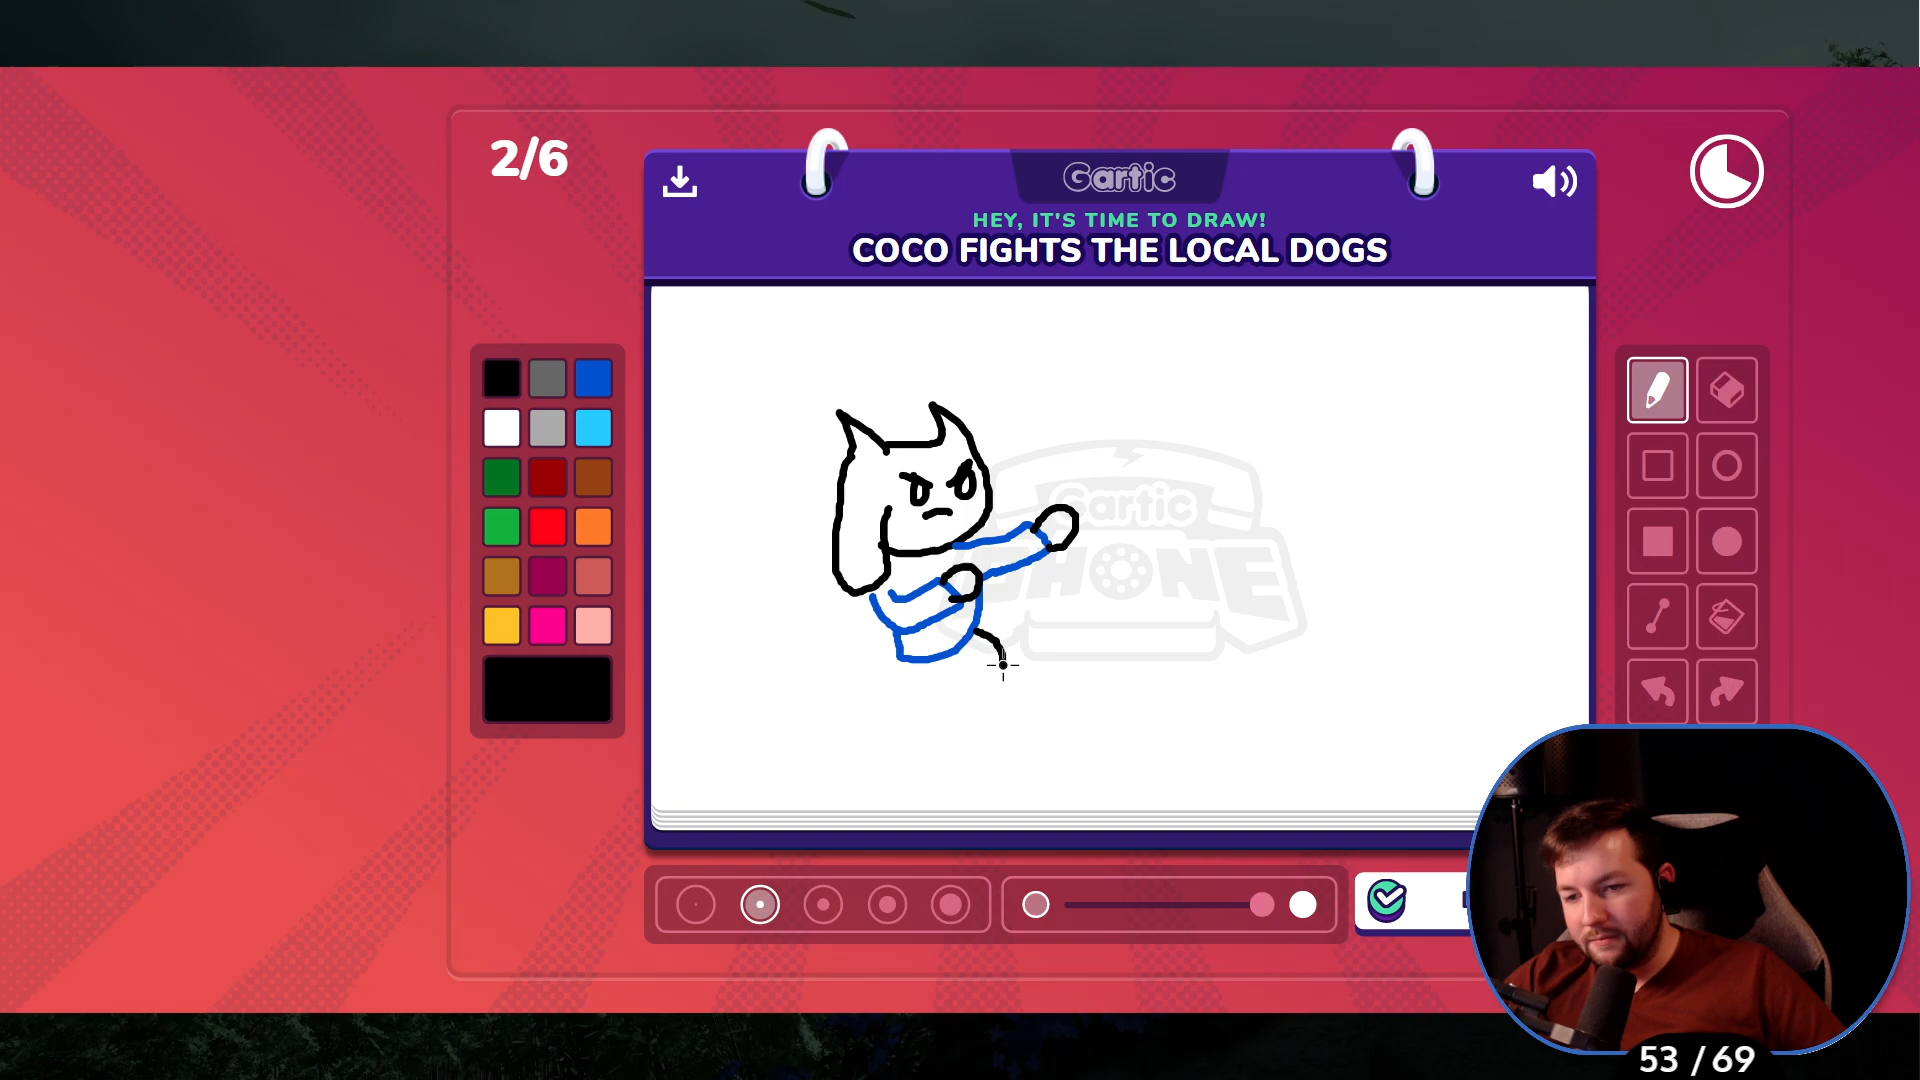 2/6
Gartic
HEY, IT'S TIME TO DRAW!
COCO FIGHTS THE LOCAL DOGS
Gartic
PHONE
53 / 69